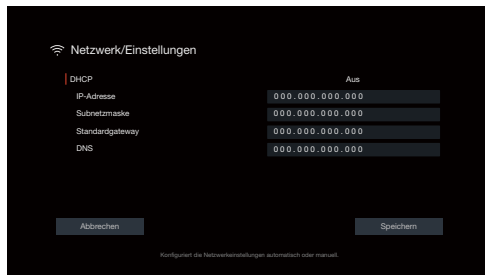 Netzwerk/Einstellungen
DHCP Aus
IP-Adresse 000.000.000.000
Subnetzmaske 000.000.000.000
Standardgateway 000.000.000.000
DNS 000.000.000.000
Abbrechen Speichern
Konfiguriert die Netzwerkeinstellungen automatisch oder manuell.